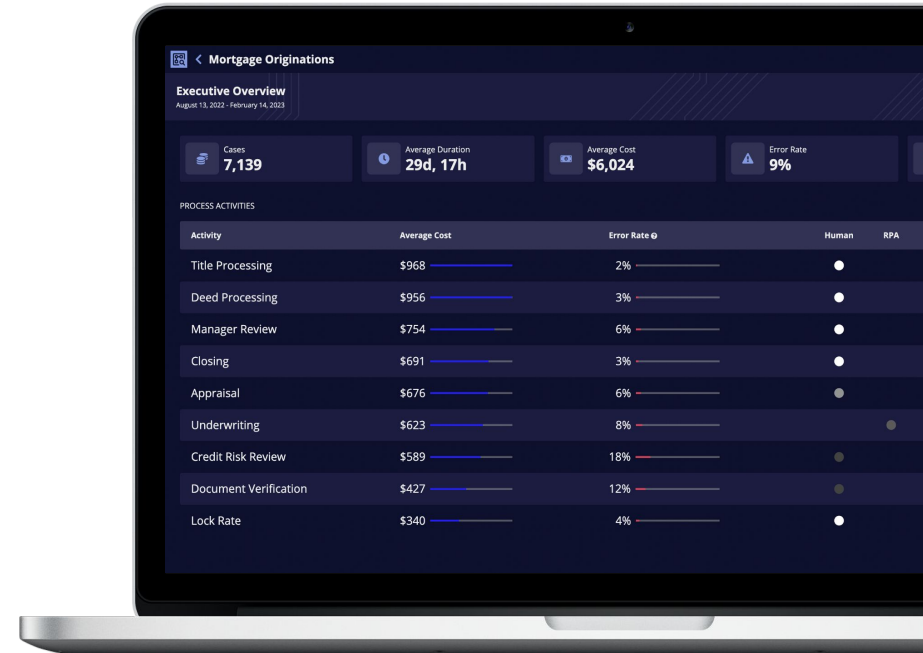 Mortgage Originations
Executive Overview
August 13, 2022 - February 14, 2023
Cases
7,139
Average Duration
29d, 17h
Average Cost
$6,024
Error Rate
9%
PROCESS ACTIVITIES
Activity Average Cost Error Rate Human RPA
Title Processing $968 2%
Deed Processing $956 3%
Manager Review $754 6%
Closing $691 3%
Appraisal $676 6%
Underwriting $623 8%
Credit Risk Review $589 18%
Document Verification $427 12%
Lock Rate $340 4%